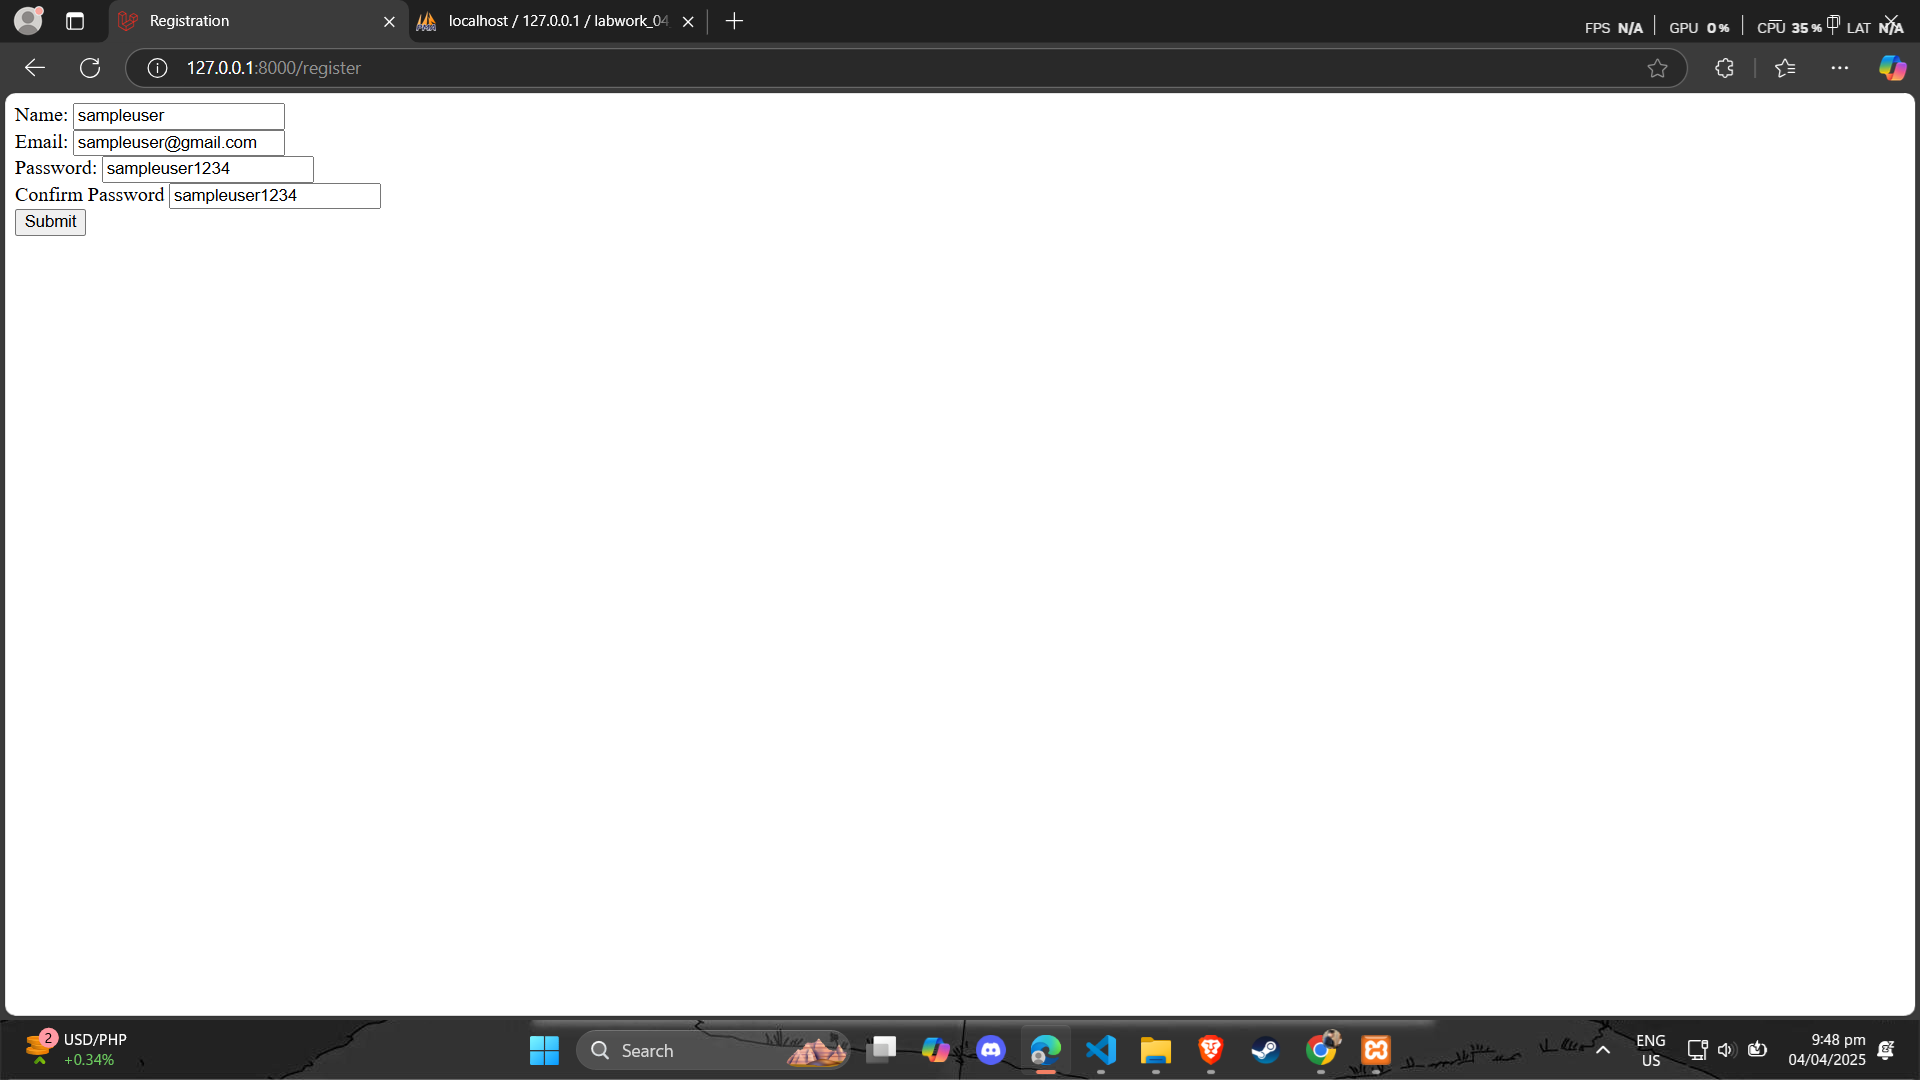 Registration
localhost / 127.0.0.1 / labwork_04
FPS N/A GPU 0% CPU 35% LAT N/A
127.0.0.1:8000/register
Name: sampleuser
Email: sampleuser@gmail.com
Password: sampleuser1234
Confirm Password sampleuser1234
Submit
2
USD/PHP
+0.34%
Search
ENG
US
9:48 pm
04/04/2025